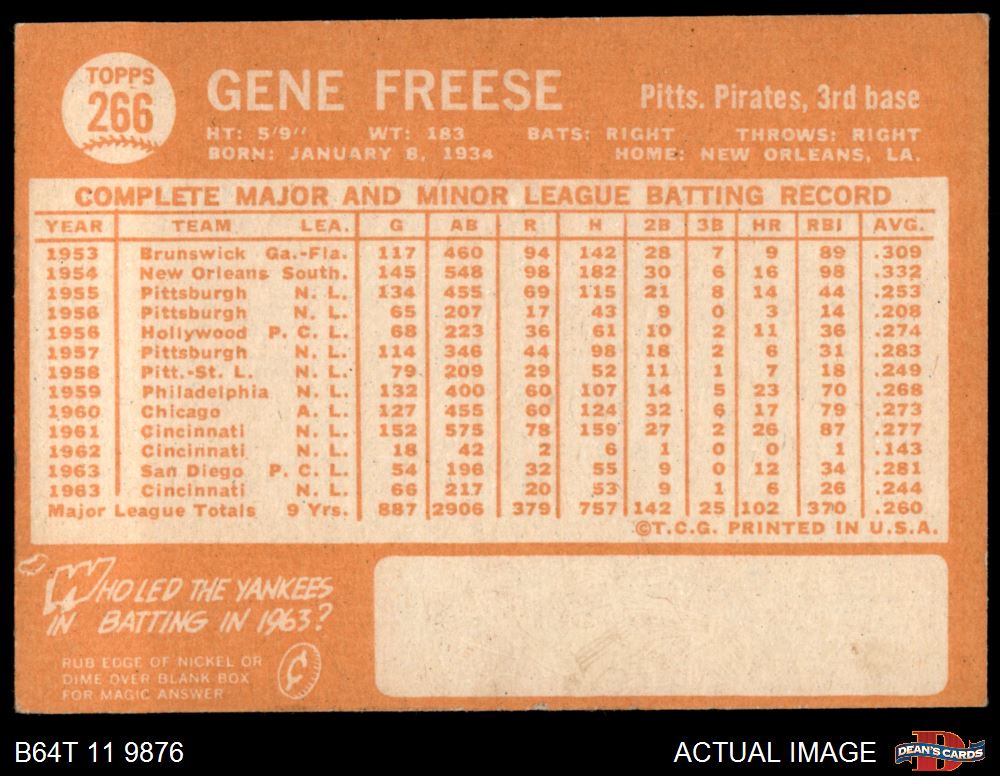 TOPPS
266
GENE FREESE
Pitts. Pirates, 3rd base
HT: 5'9" WT: 183 BATS: RIGHT THROWS: RIGHT
BORN: JANUARY 8, 1934 HOME: NEW ORLEANS, LA.
COMPLETE MAJOR AND MINOR LEAGUE BATTING RECORD
YEAR TEAM LEA. G AB R H 2B 3B HR RBI AVG.
1953 Brunswick Ga.-Fla. 117 460 94 142 28 7 9 89 .309
1954 New Orleans South. 145 548 98 182 30 6 16 98 .332
1955 Pittsburgh N. L. 134 455 69 115 21 8 14 44 .253
1956 Pittsburgh N. L. 65 207 17 43 9 0 3 14 .208
1956 Hollywood P. C. L. 68 223 36 61 10 2 11 36 .274
1957 Pittsburgh N. L. 114 346 44 98 18 2 6 31 .283
1958 Pitt.-St. L. N. L. 79 209 29 52 11 1 7 18 .249
1959 Philadelphia N. L. 132 400 60 107 14 5 23 70 .268
1960 Chicago A. L. 127 455 60 124 32 6 17 79 .273
1961 Cincinnati N. L. 152 575 78 159 27 2 26 87 .277
1962 Cincinnati N. L. 18 42 2 6 1 0 0 1 .143
1963 San Diego P. C. L. 54 196 32 55 9 0 12 34 .281
1963 Cincinnati N. L. 66 217 20 53 9 1 6 26 .244
Major League Totals 9 Yrs. 887 2906 379 757 142 25 102 370 .260
©T.C.G. PRINTED IN U.S.A.
WHO LED THE YANKEES
IN BATTING IN 1963?
RUB EDGE OF NICKEL OR
DIME OVER BLANK BOX
FOR MAGIC ANSWER
B64T 11 9876
ACTUAL IMAGE
DEAN'S CARDS